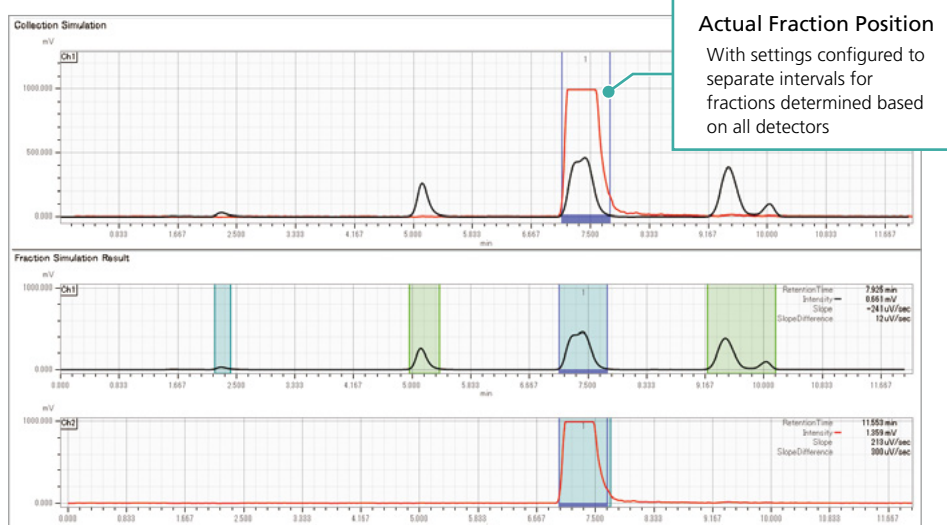 Actual Fraction Position
With settings configured to
separate intervals for
fractions determined based
on all detectors
Collection Simulation
mV
Ch1
1
1000.000
500.000
0.000
0.833 1.667 2.500 3.333 4.167 5.000 5.833 6.667 7.500 8.333 9.167 10.000 10.833 11.667
min
Fraction Simulation Result
mV
1000.000
Ch1
1
RetentionTime 7.925 min
Intensity 0.661 mV
Slope -241 uV/sec
SlopeDifference 12 uV/sec
0.000
0.000 0.833 1.667 2.500 3.333 4.167 5.000 5.833 6.667 7.500 8.333 9.167 10.000 10.833 11.667
min
mV
1000.000
Ch2
1
RetentionTime 11.553 min
Intensity 1.359 mV
Slope 213 uV/sec
SlopeDifference 300 uV/sec
0.000
0.000 0.833 1.667 2.500 3.333 4.167 5.000 5.833 6.667 7.500 8.333 9.167 10.000 10.833 11.667